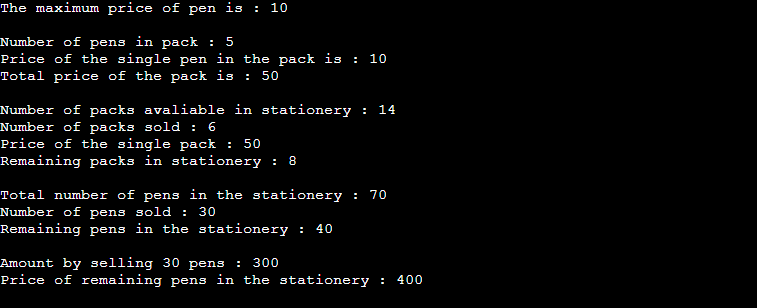 The maximum price of pen is : 10
Number of pens in pack : 5
Price of the single pen in the pack is : 10
Total price of the pack is : 50
Number of packs avaliable in stationery : 14
Number of packs sold : 6
Price of the single pack : 50
Remaining packs in stationery : 8
Total number of pens in the stationery : 70
Number of pens sold : 30
Remaining pens in the stationery : 40
Amount by selling 30 pens : 300
Price of remaining pens in the stationery : 400